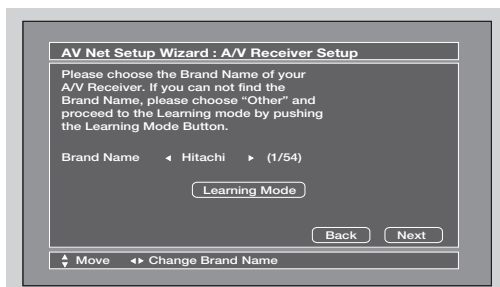 AV Net Setup Wizard : A/V Receiver Setup
Please choose the Brand Name of your
A/V Receiver. If you can not find the
Brand Name, please choose “Other” and
proceed to the Learning mode by pushing
the Learning Mode Button.
Brand Name ◂ Hitachi ▸ (1/54)
Learning Mode
Back Next
Move ◂▸ Change Brand Name